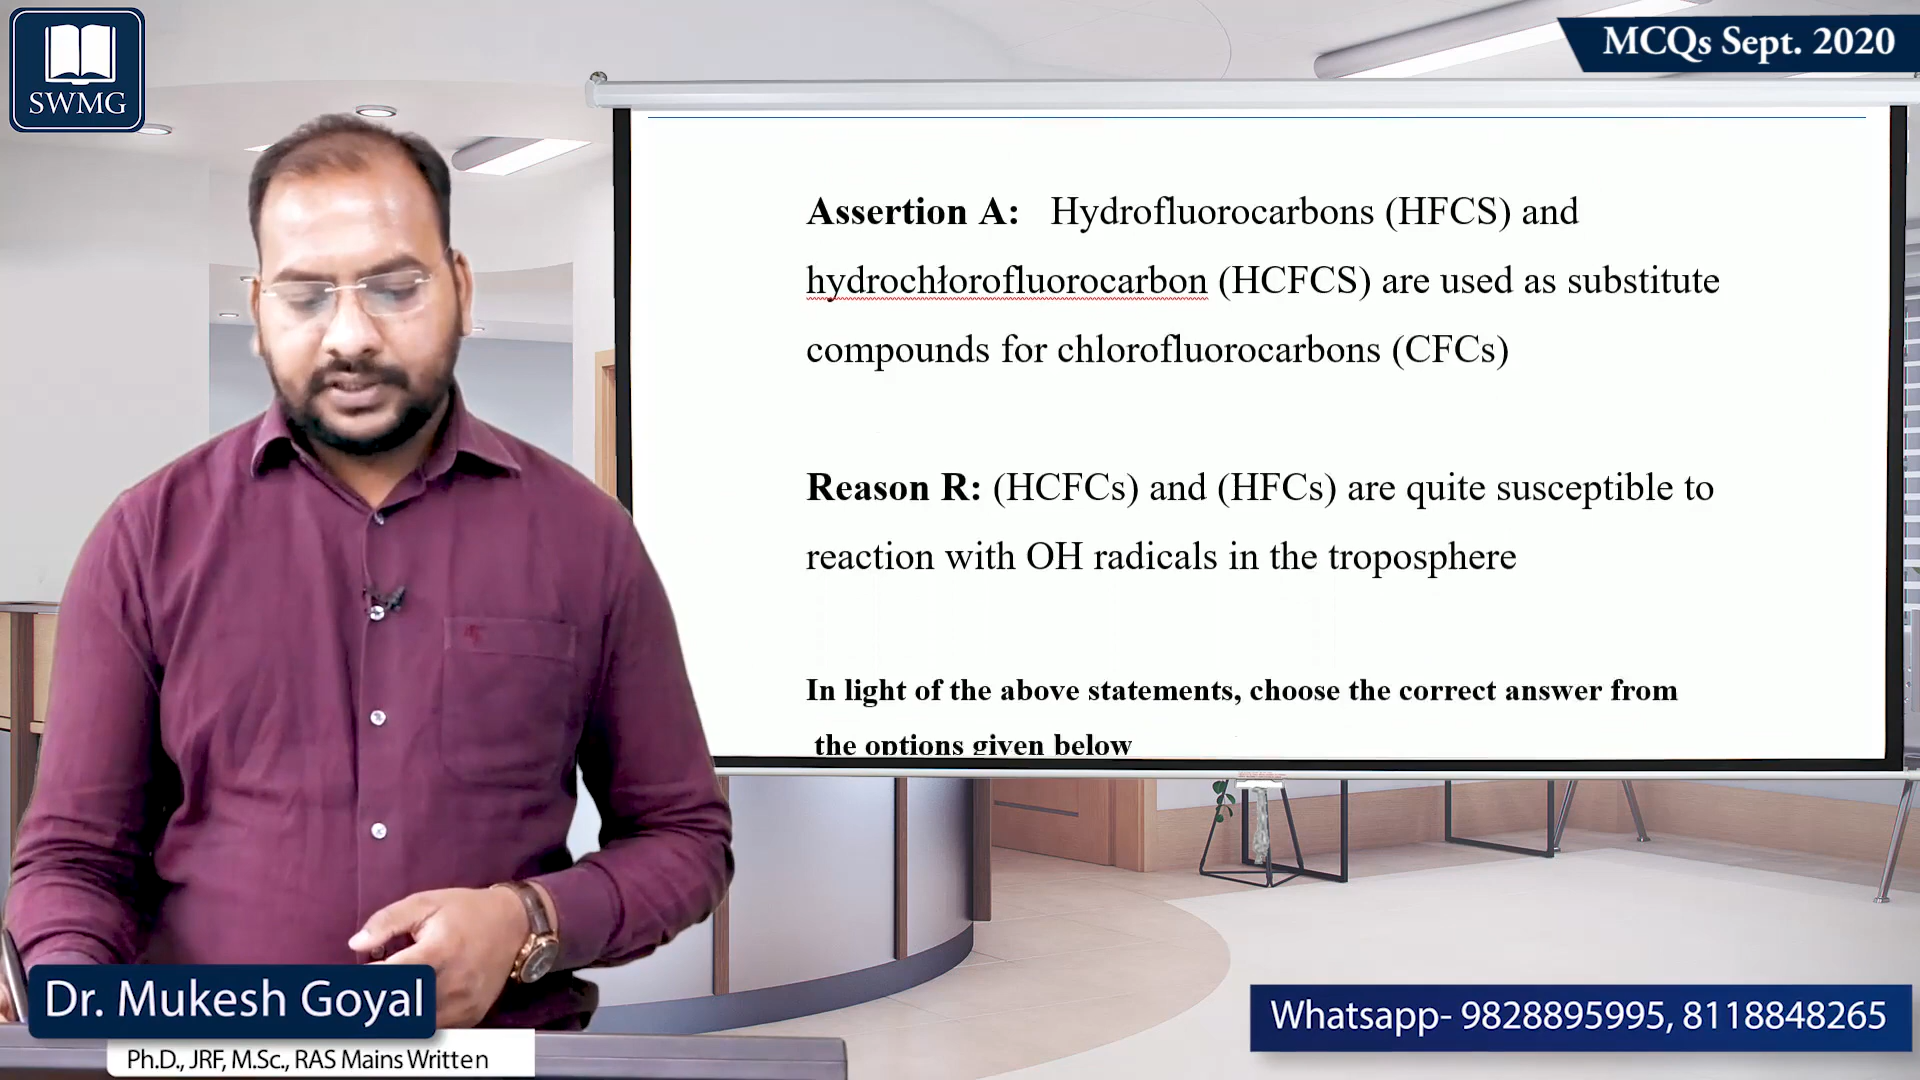 SWMG
MCQs Sept. 2020
Assertion A: Hydrofluorocarbons (HFCS) and
hydrochłorofluorocarbon (HCFCS) are used as substitute
compounds for chlorofluorocarbons (CFCs)
Reason R: (HCFCs) and (HFCs) are quite susceptible to
reaction with OH radicals in the troposphere
In light of the above statements, choose the correct answer from
the options given below
Dr. Mukesh Goyal
Ph.D., JRF, M.Sc., RAS Mains Written
Whatsapp- 9828895995, 8118848265